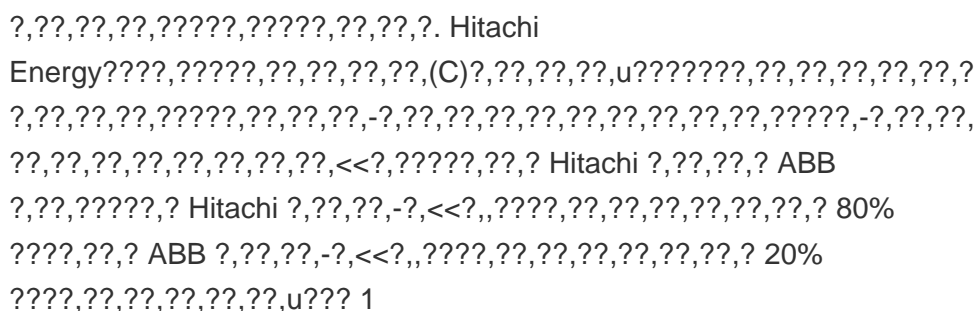 ?,??,??,??,?????,?????,??,??,?. Hitachi
Energy????,?????,??,??,??,??,(C)?,??,??,??,u???????,??,??,??,??,??,?
?,??,??,??,?????,??,??,??,-?,??,??,??,??,??,??,??,??,?????,-?,??,??,
??,??,??,??,??,??,??,??,<<?,?????,??,? Hitachi ?,??,??,? ABB
?,??,?????,? Hitachi ?,??,??,-?,<<?,,????,??,??,??,??,??,??,? 80%
????,??,? ABB ?,??,??,-?,<<?,,????,??,??,??,??,??,??,? 20%
????,??,??,??,??,??,u??? 1